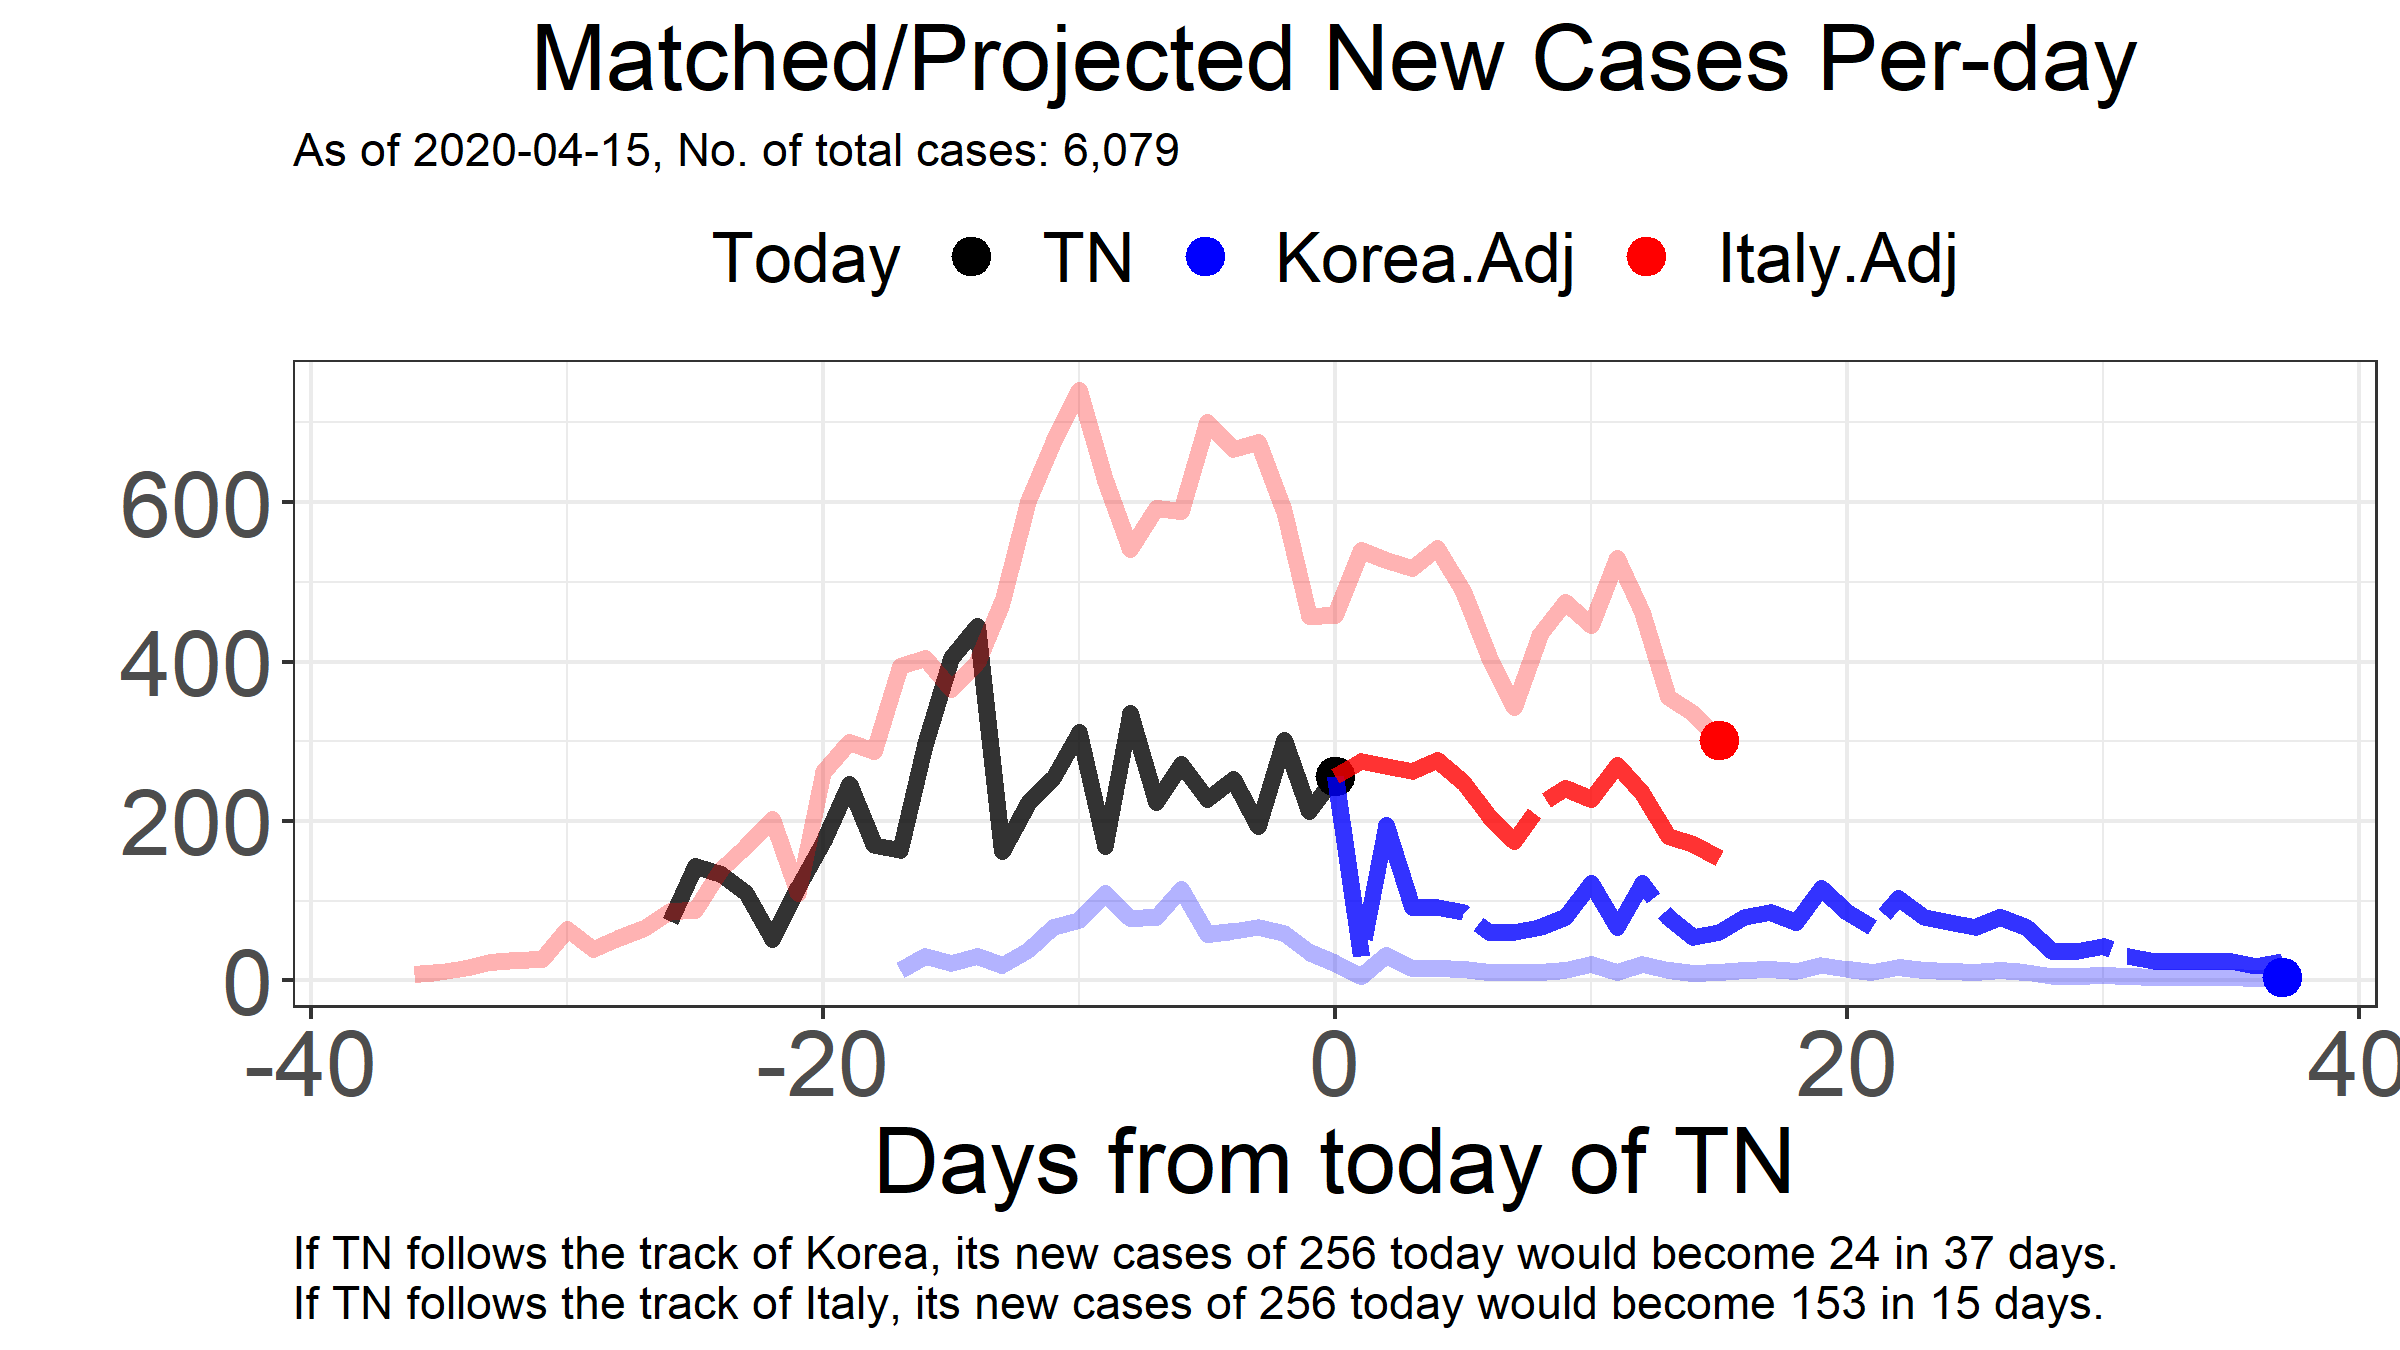 Matched/Projected New Cases Per-day
As of 2020-04-15, No. of total cases: 6,079
Today TN Korea.Adj Italy.Adj
600
400
200
0
-40 -20 0 20 40
Days from today of TN
If TN follows the track of Korea, its new cases of 256 today would become 24 in 37 days.
If TN follows the track of Italy, its new cases of 256 today would become 153 in 15 days.